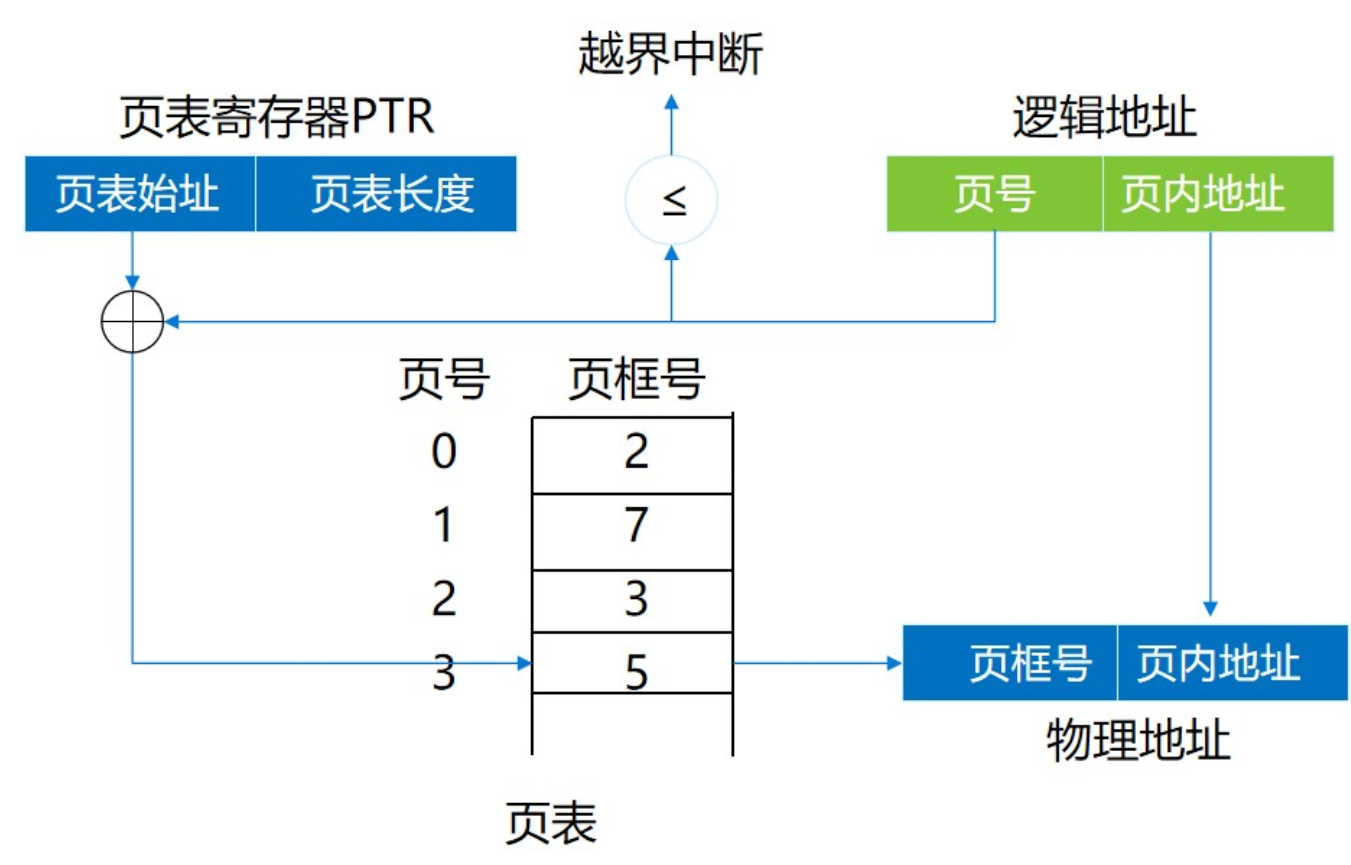 越界中断
页表寄存器PTR
逻辑地址
页表始址 页表长度
≤
页号 页内地址
页号 页框号
0 2
1 7
2 3
3 5
页框号 页内地址
物理地址
页表